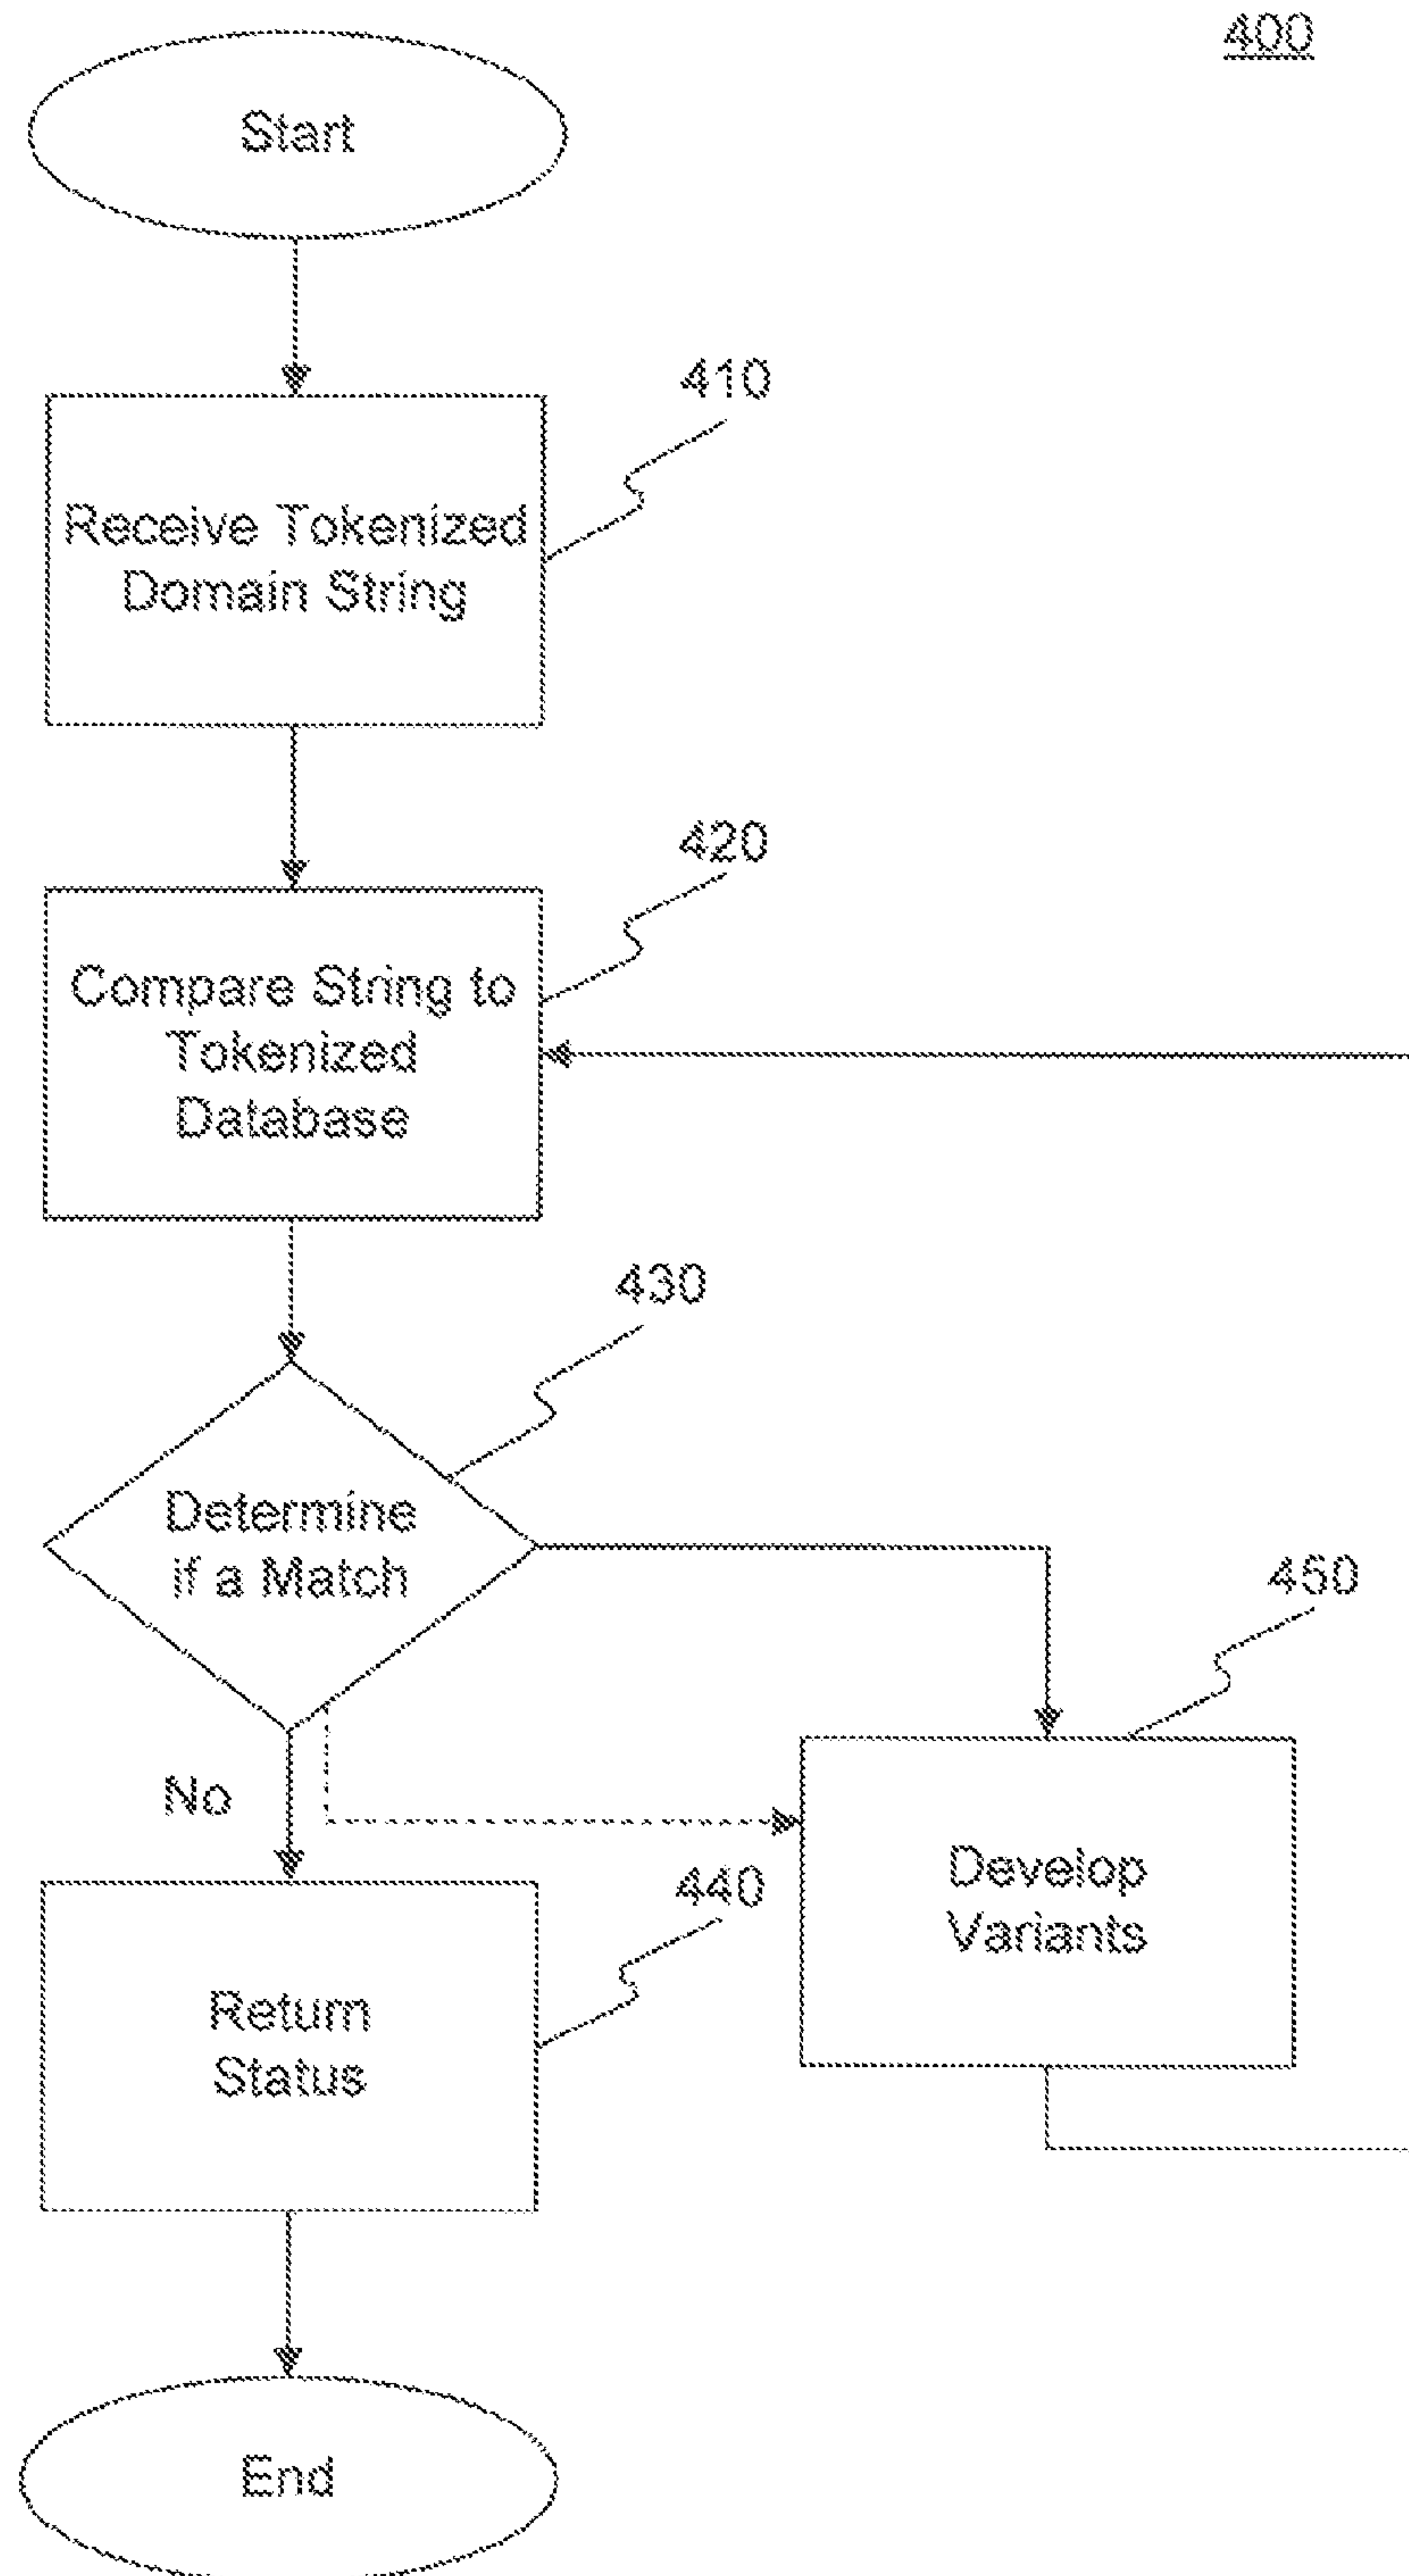 400
Start
410
Receive Tokenized
Domain String
420
Compare String to
Tokenized
Database
430
Determine
if a Match
450
No
Develop
Variants
440
Return
Status
End